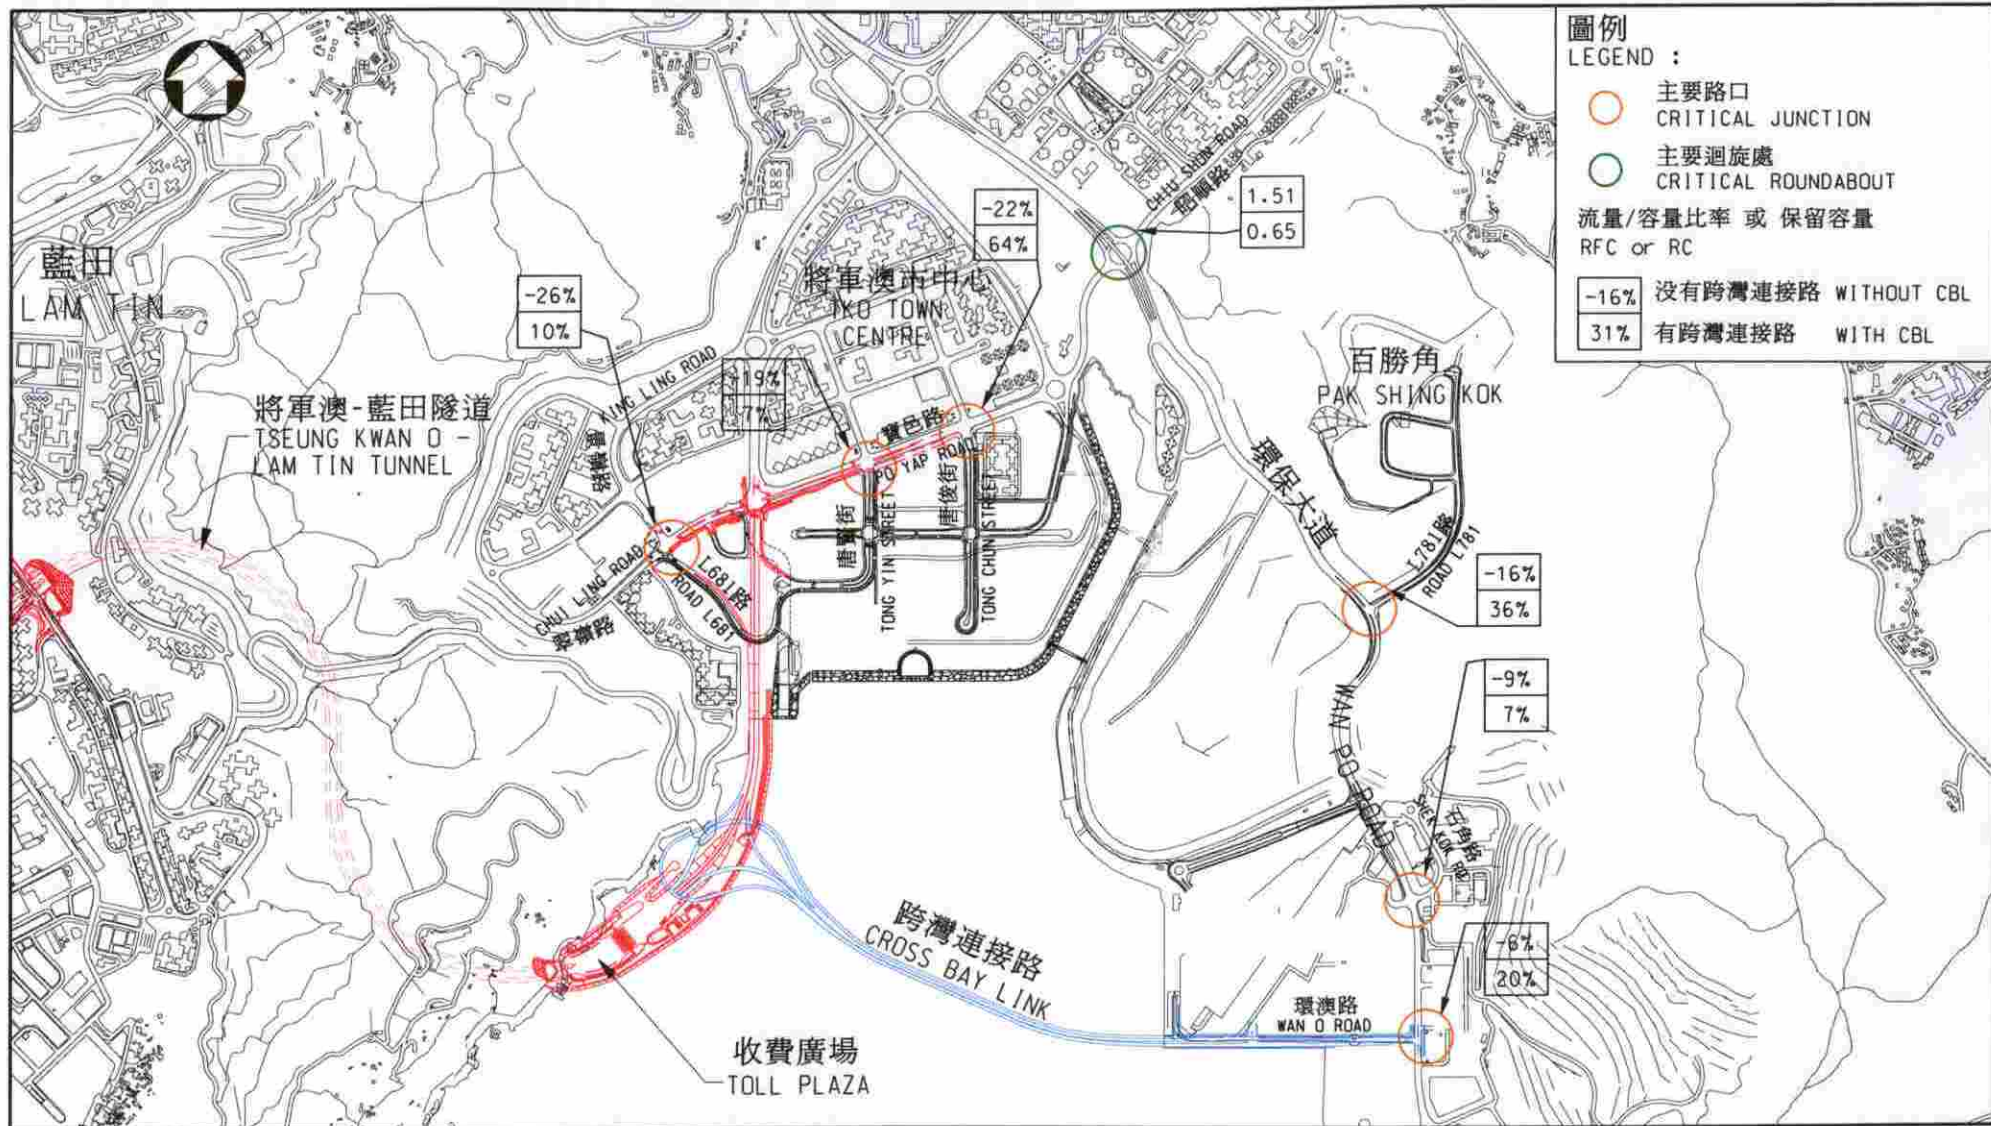 圖例
LEGEND :
主要路口
CRITICAL JUNCTION
主要迴旋處
CRITICAL ROUNDABOUT
流量/容量比率 或 保留容量
RFC or RC
-16% 没有跨灣連接路 WITHOUT CBL
31% 有跨灣連接路 WITH CBL
藍田
LAM TIN
將軍澳-藍田隧道
TSEUNG KWAN O -
LAM TIN TUNNEL
-26%
10%
-19%
7%
-22%
64%
1.51
0.65
CHIU SHUN ROAD
昭順路
將軍澳市中心
TKO TOWN
CENTRE
KING LING ROAD
寶邑路
PO YAP ROAD
唐賢街
TONG YIN STREET
唐俊街
TONG CHUN STREET
CHUI LING ROAD
翠嶺路
L681路
ROAD L681
百勝角
PAK SHING KOK
環保大道
WAN PO ROAD
L781路
ROAD L781
-16%
36%
-9%
7%
石角路
SHEK KOK RD
-6%
20%
跨灣連接路
CROSS BAY LINK
環澳路
WAN O ROAD
收費廣場
TOLL PLAZA